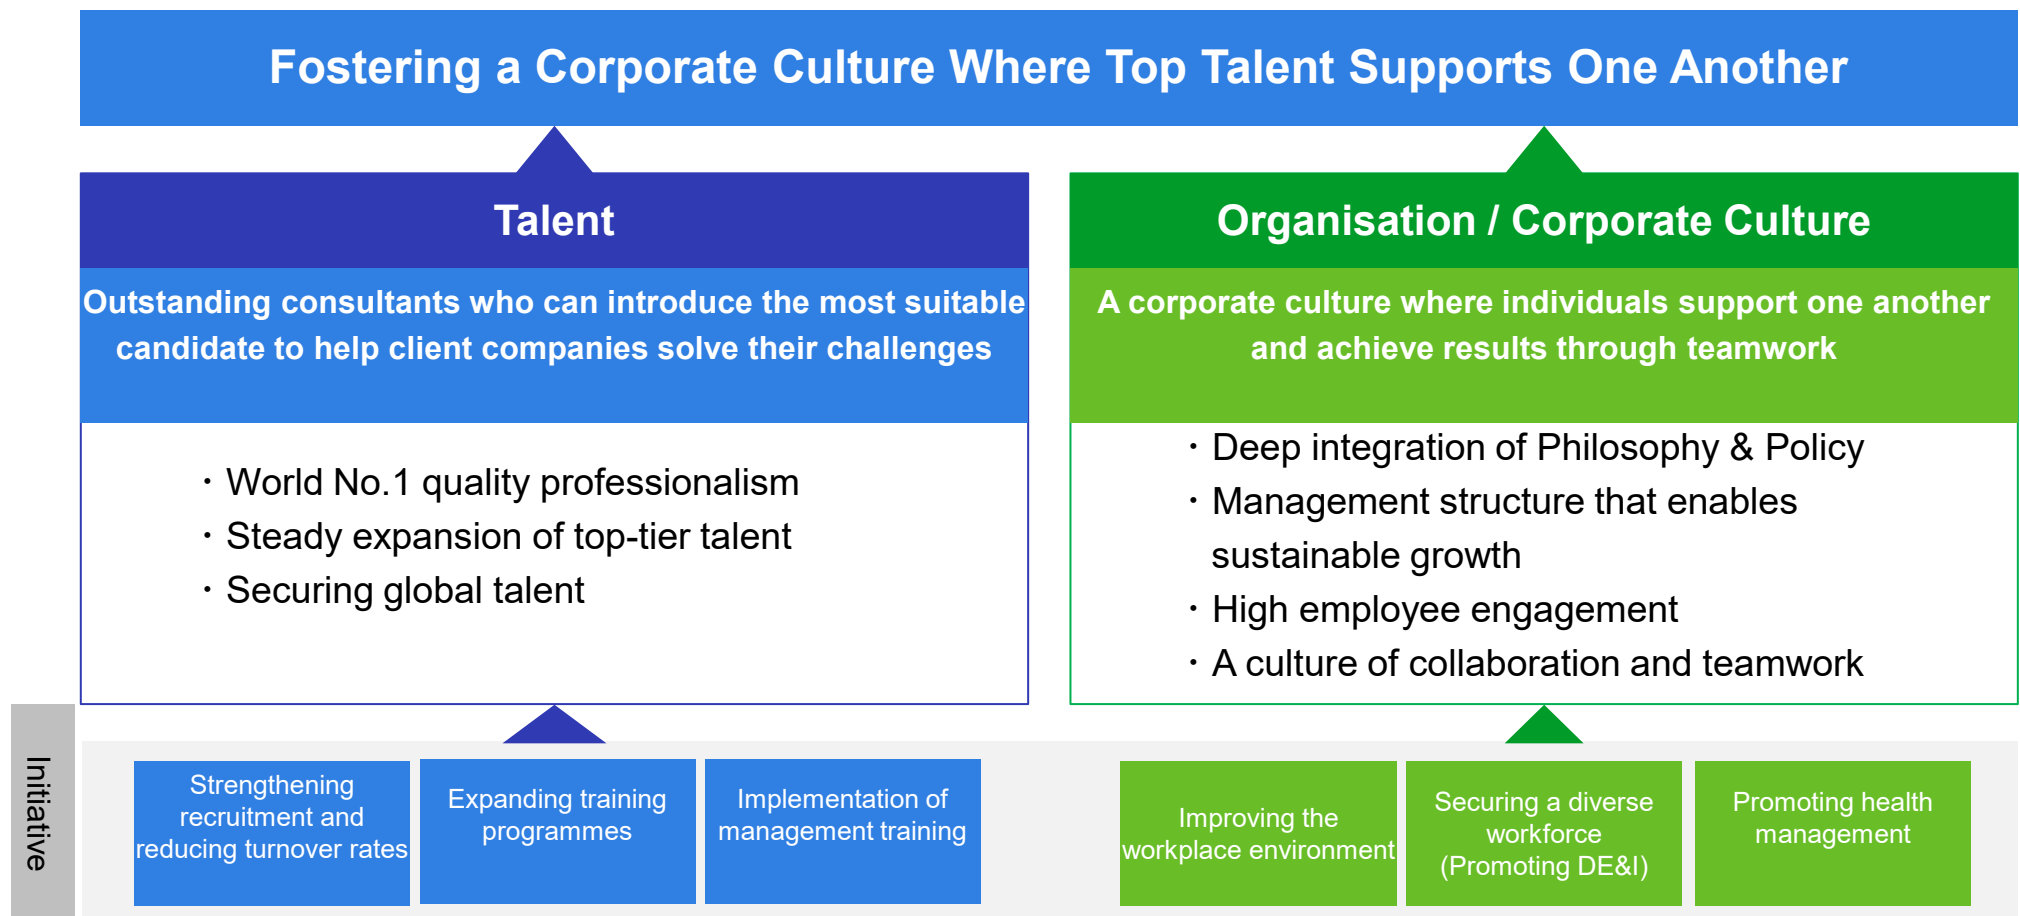 Fostering a Corporate Culture Where Top Talent Supports One Another
Talent
Outstanding consultants who can introduce the most suitable
candidate to help client companies solve their challenges
・World No.1 quality professionalism
・Steady expansion of top-tier talent
・Securing global talent
Organisation / Corporate Culture
A corporate culture where individuals support one another
and achieve results through teamwork
・Deep integration of Philosophy & Policy
・Management structure that enables
sustainable growth
・High employee engagement
・A culture of collaboration and teamwork
Initiative
Strengthening
recruitment and
reducing turnover rates
Expanding training
programmes
Implementation of
management training
Improving the
workplace environment
Securing a diverse
workforce
(Promoting DE&I)
Promoting health
management